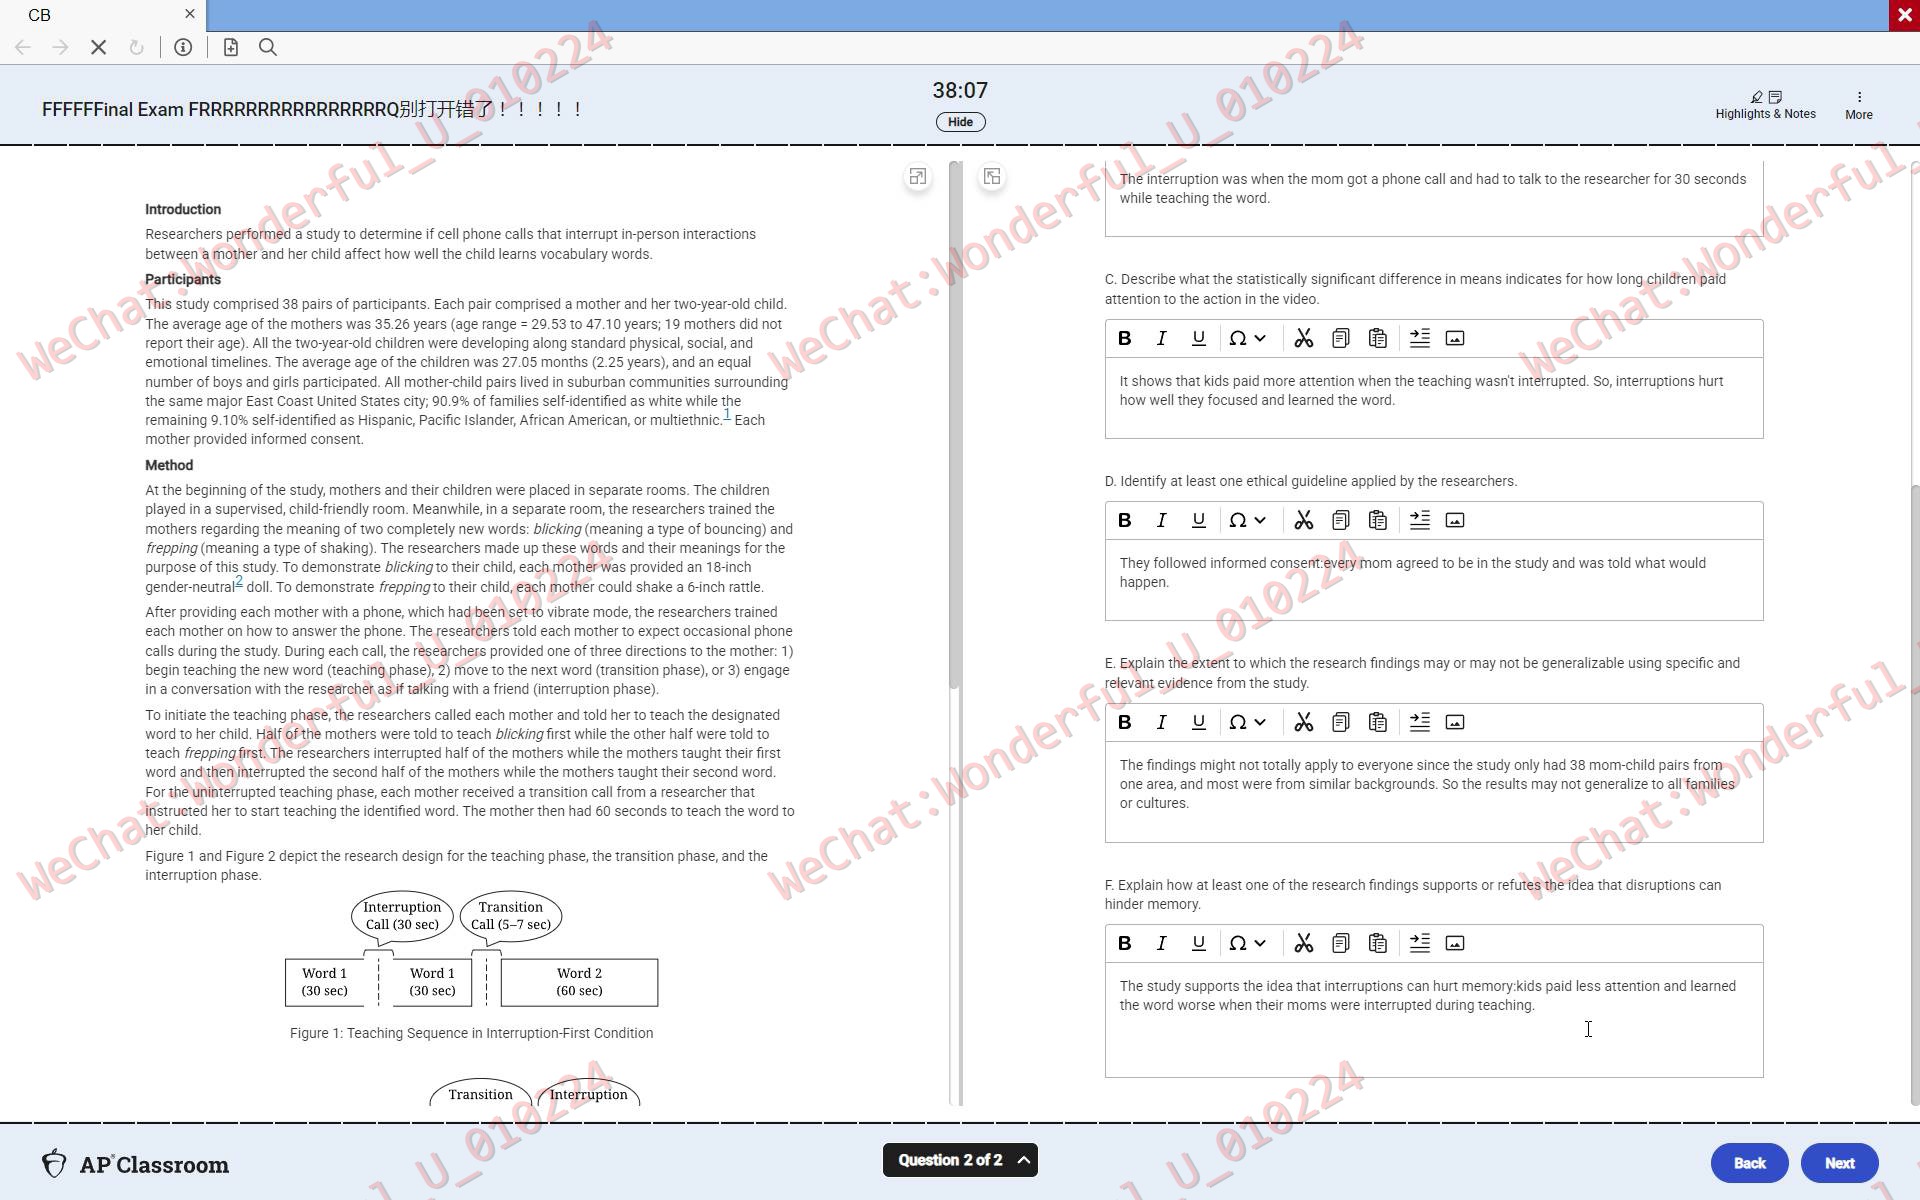 CB
FFFFFFinal Exam FRRRRRRRRRRRRRRRRQ别打开错了！！！！！
38:07
Hide
Highlights & Notes
More
Introduction
Researchers performed a study to determine if cell phone calls that interrupt in-person interactions
between a mother and her child affect how well the child learns vocabulary words.
Participants
This study comprised 38 pairs of participants. Each pair comprised a mother and her two-year-old child.
The average age of the mothers was 35.26 years (age range = 29.53 to 47.10 years; 19 mothers did not
report their age). All the two-year-old children were developing along standard physical, social, and
emotional timelines. The average age of the children was 27.05 months (2.25 years), and an equal
number of boys and girls participated. All mother-child pairs lived in suburban communities surrounding
the same major East Coast United States city; 90.9% of families self-identified as white while the
remaining 9.10% self-identified as Hispanic, Pacific Islander, African American, or multiethnic.1 Each
mother provided informed consent.
Method
At the beginning of the study, mothers and their children were placed in separate rooms. The children
played in a supervised, child-friendly room. Meanwhile, in a separate room, the researchers trained the
mothers regarding the meaning of two completely new words: blicking (meaning a type of bouncing) and
frepping (meaning a type of shaking). The researchers made up these words and their meanings for the
purpose of this study. To demonstrate blicking to their child, each mother was provided an 18-inch
gender-neutral2 doll. To demonstrate frepping to their child, each mother could shake a 6-inch rattle.
After providing each mother with a phone, which had been set to vibrate mode, the researchers trained
each mother on how to answer the phone. The researchers told each mother to expect occasional phone
calls during the study. During each call, the researchers provided one of three directions to the mother: 1)
begin teaching the new word (teaching phase), 2) move to the next word (transition phase), or 3) engage
in a conversation with the researcher as if talking with a friend (interruption phase).
To initiate the teaching phase, the researchers called each mother and told her to teach the designated
word to her child. Half of the mothers were told to teach blicking first while the other half were told to
teach frepping first. The researchers interrupted half of the mothers while the mothers taught their first
word and then interrupted the second half of the mothers while the mothers taught their second word.
For the uninterrupted teaching phase, each mother received a transition call from a researcher that
instructed her to start teaching the identified word. The mother then had 60 seconds to teach the word to
her child.
Figure 1 and Figure 2 depict the research design for the teaching phase, the transition phase, and the
interruption phase.
Interruption
Call (30 sec)
Transition
Call (5–7 sec)
Word 1
(30 sec)
Word 1
(30 sec)
Word 2
(60 sec)
Figure 1: Teaching Sequence in Interruption-First Condition
Transition
Interruption
The interruption was when the mom got a phone call and had to talk to the researcher for 30 seconds
while teaching the word.
C. Describe what the statistically significant difference in means indicates for how long children paid
attention to the action in the video.
B I U Ω
It shows that kids paid more attention when the teaching wasn't interrupted. So, interruptions hurt
how well they focused and learned the word.
D. Identify at least one ethical guideline applied by the researchers.
B I U Ω
They followed informed consent:every mom agreed to be in the study and was told what would
happen.
E. Explain the extent to which the research findings may or may not be generalizable using specific and
relevant evidence from the study.
B I U Ω
The findings might not totally apply to everyone since the study only had 38 mom-child pairs from
one area, and most were from similar backgrounds. So the results may not generalize to all families
or cultures.
F. Explain how at least one of the research findings supports or refutes the idea that disruptions can
hinder memory.
B I U Ω
The study supports the idea that interruptions can hurt memory:kids paid less attention and learned
the word worse when their moms were interrupted during teaching.
AP Classroom
Question 2 of 2
Back
Next
WeChat:Wonderful_U_010224
WeChat:Wonderful_U_010224
WeChat:Wonderful_
WeChat:Wonderful_U_010224
WeChat:Wonderful_U_010224
WeChat:Wonderful_
U_010224
U_010224